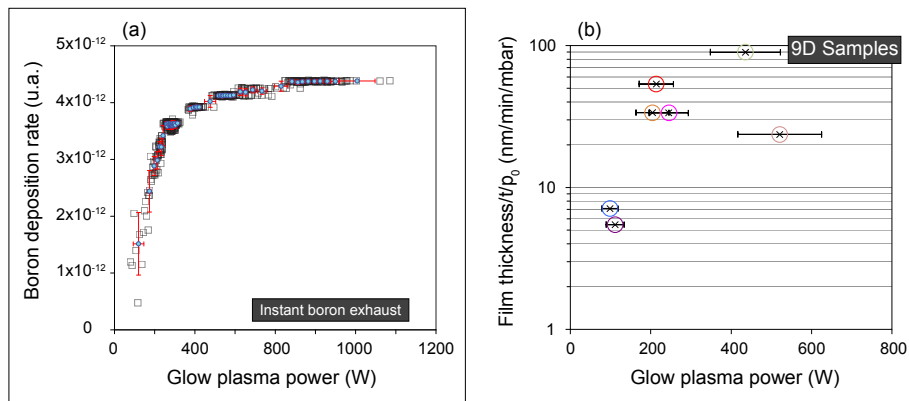 (a)
5x10-12
4x10-12
3x10-12
2x10-12
1x10-12
0
Boron deposition rate (u.a.)
Instant boron exhaust
0 200 400 600 800 1000 1200
Glow plasma power (W)
(b)
9D Samples
100
10
1
Film thickness/t/p0 (nm/min/mbar)
0 200 400 600 800
Glow plasma power (W)